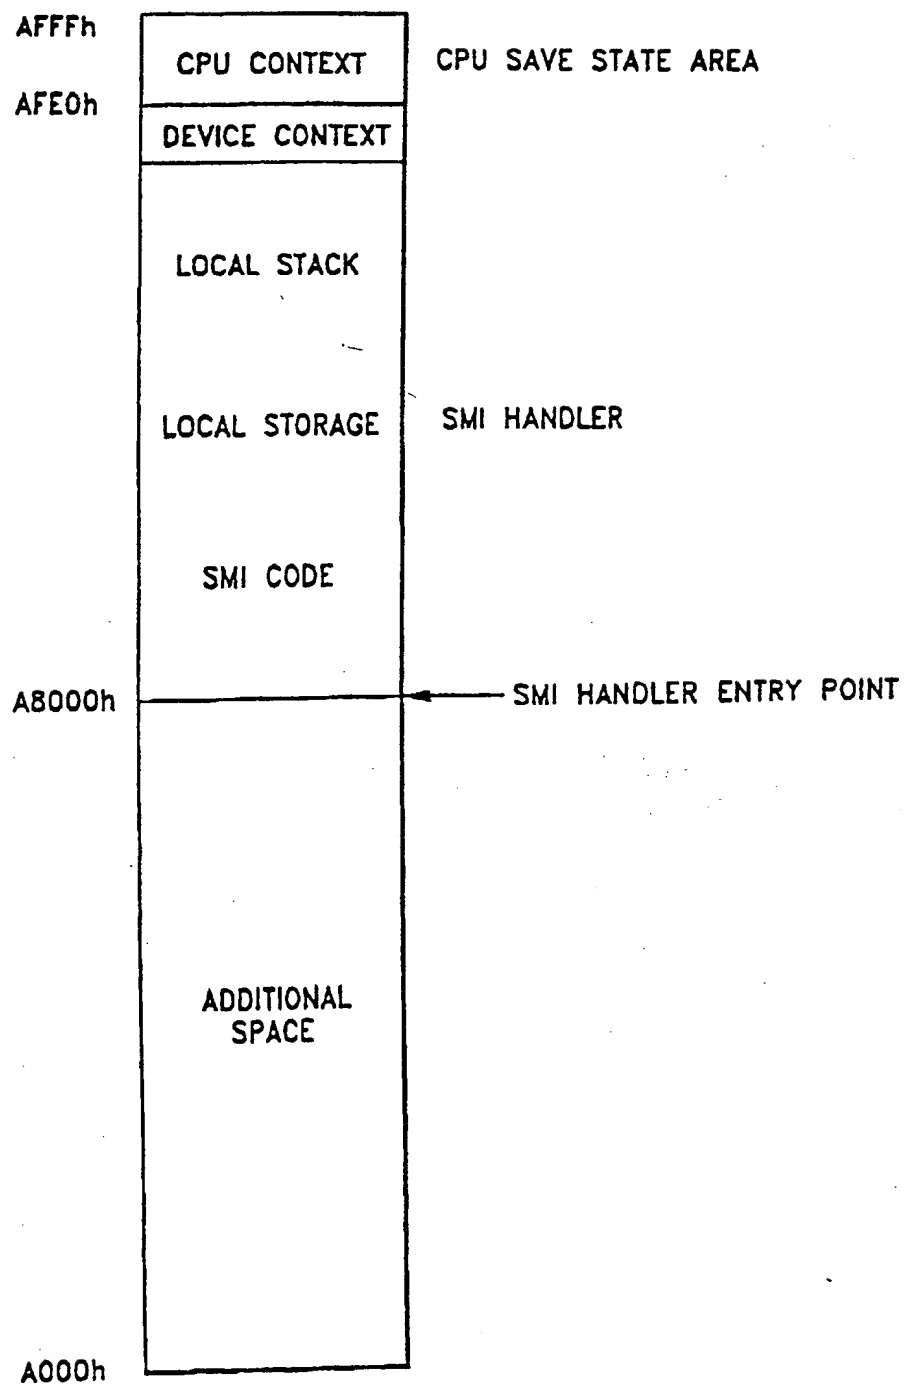 AFFFh
CPU CONTEXT
CPU SAVE STATE AREA
AFE0h
DEVICE CONTEXT
LOCAL STACK
LOCAL STORAGE
SMI HANDLER
SMI CODE
A8000h
SMI HANDLER ENTRY POINT
ADDITIONAL
SPACE
A000h